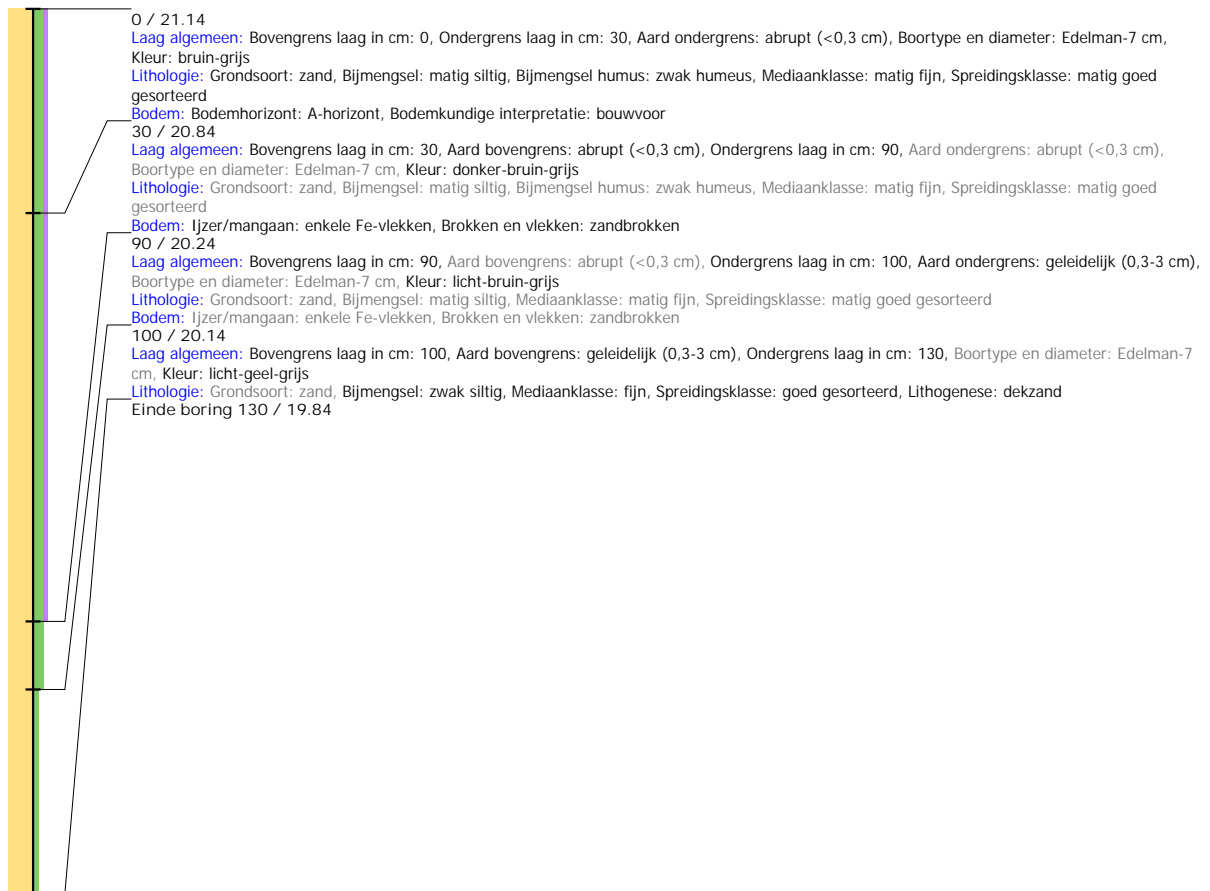 0 / 21.14
Laag algemeen: Bovengrens laag in cm: 0, Ondergrens laag in cm: 30, Aard ondergrens: abrupt (<0,3 cm), Boortype en diameter: Edelman-7 cm,
Kleur: bruin-grijs
Lithologie: Grondsoort: zand, Bijmengsel: matig siltig, Bijmengsel humus: zwak humeus, Mediaanklasse: matig fijn, Spreidingsklasse: matig goed
gesorteerd
Bodem: Bodemhorizont: A-horizont, Bodemkundige interpretatie: bouwvoor
30 / 20.84
Laag algemeen: Bovengrens laag in cm: 30, Aard bovengrens: abrupt (<0,3 cm), Ondergrens laag in cm: 90, Aard ondergrens: abrupt (<0,3 cm),
Boortype en diameter: Edelman-7 cm, Kleur: donker-bruin-grijs
Lithologie: Grondsoort: zand, Bijmengsel: matig siltig, Bijmengsel humus: zwak humeus, Mediaanklasse: matig fijn, Spreidingsklasse: matig goed
gesorteerd
Bodem: Ijzer/mangaan: enkele Fe-vlekken, Brokken en vlekken: zandbrokken
90 / 20.24
Laag algemeen: Bovengrens laag in cm: 90, Aard bovengrens: abrupt (<0,3 cm), Ondergrens laag in cm: 100, Aard ondergrens: geleidelijk (0,3-3 cm),
Boortype en diameter: Edelman-7 cm, Kleur: licht-bruin-grijs
Lithologie: Grondsoort: zand, Bijmengsel: matig siltig, Mediaanklasse: matig fijn, Spreidingsklasse: matig goed gesorteerd
Bodem: Ijzer/mangaan: enkele Fe-vlekken, Brokken en vlekken: zandbrokken
100 / 20.14
Laag algemeen: Bovengrens laag in cm: 100, Aard bovengrens: geleidelijk (0,3-3 cm), Ondergrens laag in cm: 130, Boortype en diameter: Edelman-7
cm, Kleur: licht-geel-grijs
Lithologie: Grondsoort: zand, Bijmengsel: zwak siltig, Mediaanklasse: fijn, Spreidingsklasse: goed gesorteerd, Lithogenese: dekzand
Einde boring 130 / 19.84